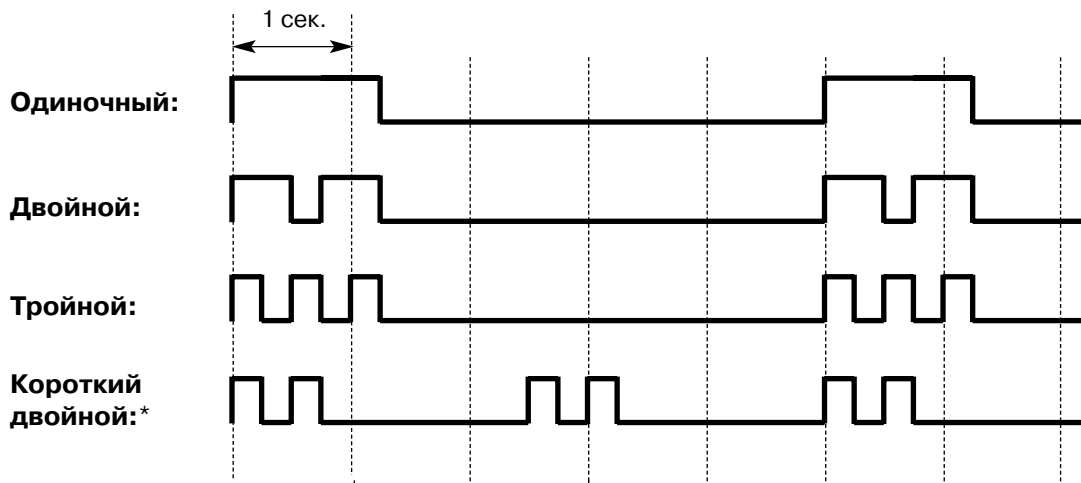 1 сек.
Одиночный:
Двойной:
Тройной:
Короткий
двойной:*